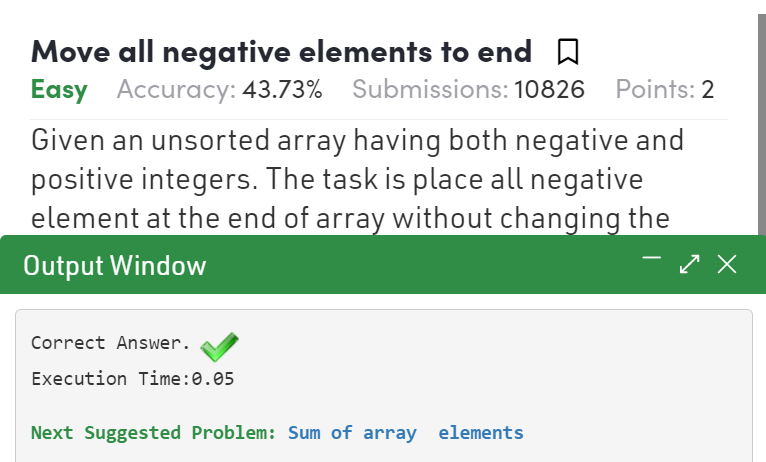 Move all negative elements to end
Easy Accuracy: 43.73% Submissions: 10826 Points: 2
Given an unsorted array having both negative and
positive integers. The task is place all negative
element at the end of array without changing the
Output Window
Correct Answer.
Execution Time:0.05
Next Suggested Problem: Sum of array elements